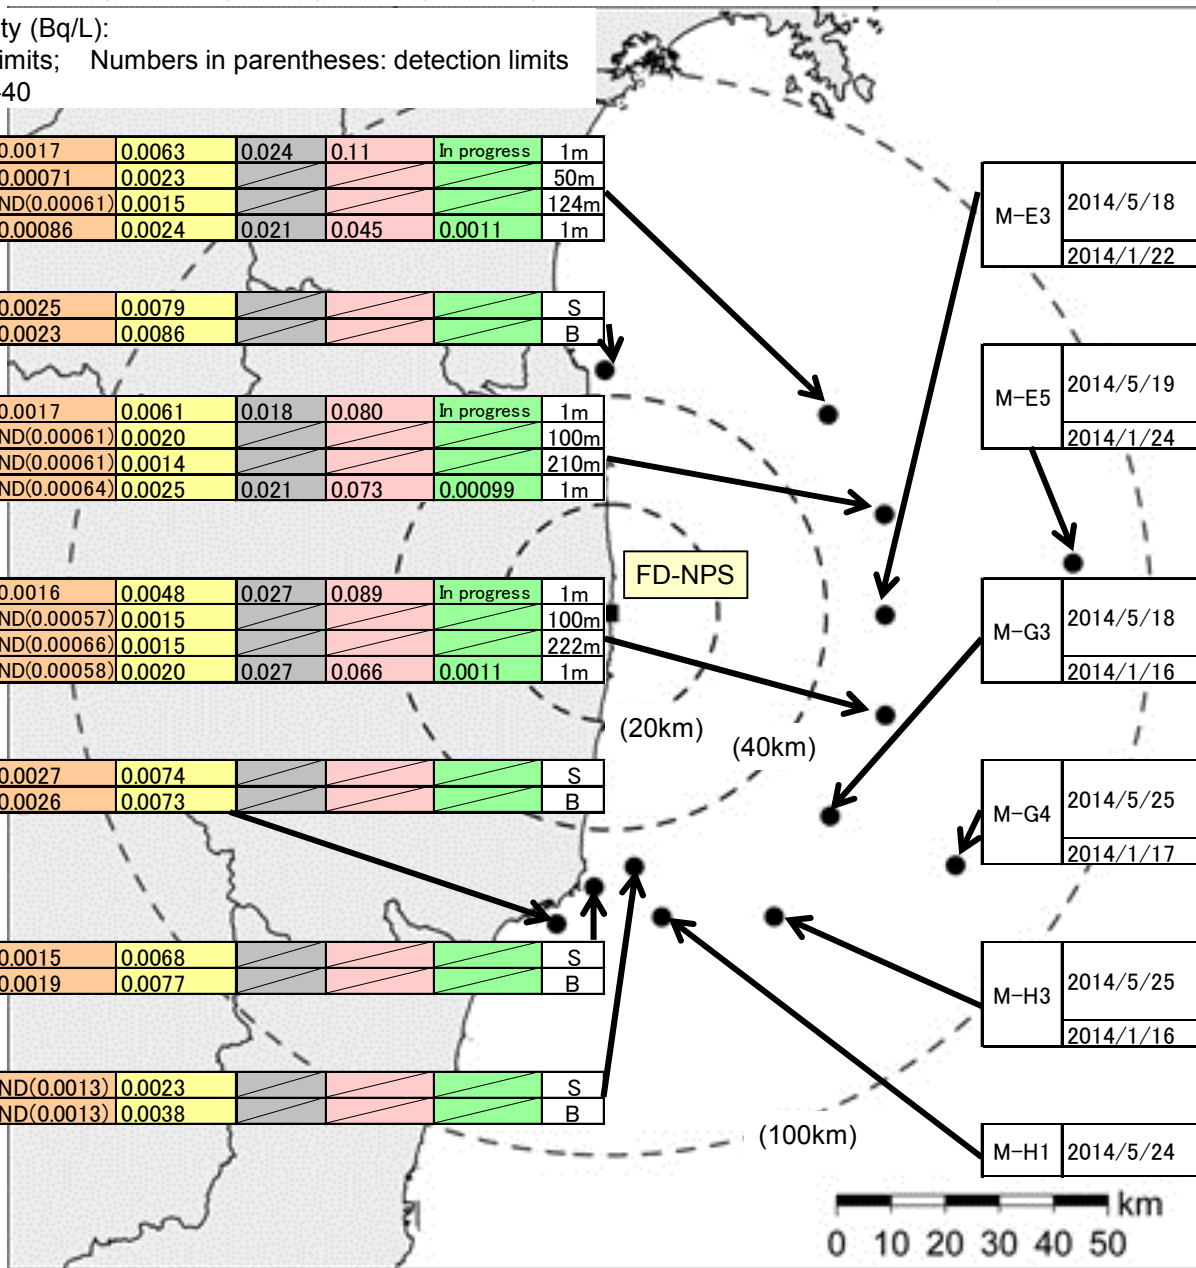 ty (Bq/L):
imits; Numbers in parentheses: detection limits
40
0.0017 0.0063 0.024 0.11 In progress 1m
0.00071 0.0023 50m
ND(0.00061) 0.0015 124m
0.00086 0.0024 0.021 0.045 0.0011 1m
0.0025 0.0079 S
0.0023 0.0086 B
0.0017 0.0061 0.018 0.080 In progress 1m
ND(0.00061) 0.0020 100m
ND(0.00061) 0.0014 210m
ND(0.00064) 0.0025 0.021 0.073 0.00099 1m
0.0016 0.0048 0.027 0.089 In progress 1m
ND(0.00057) 0.0015 100m
ND(0.00066) 0.0015 222m
ND(0.00058) 0.0020 0.027 0.066 0.0011 1m
0.0027 0.0074 S
0.0026 0.0073 B
0.0015 0.0068 S
0.0019 0.0077 B
ND(0.0013) 0.0023 S
ND(0.0013) 0.0038 B
FD-NPS
(20km)
(40km)
(100km)
M-E3 2014/5/18
2014/1/22
M-E5 2014/5/19
2014/1/24
M-G3 2014/5/18
2014/1/16
M-G4 2014/5/25
2014/1/17
M-H3 2014/5/25
2014/1/16
M-H1 2014/5/24
km
0 10 20 30 40 50